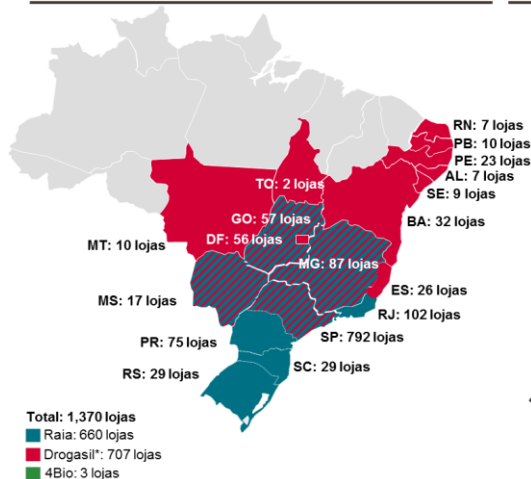 RN: 7 lojas
PB: 10 lojas
PE: 23 lojas
AL: 7 lojas
SE: 9 lojas
TO: 2 lojas
GO: 57 lojas
BA: 32 lojas
DF: 56 lojas
MT: 10 lojas
MG: 87 lojas
ES: 26 lojas
MS: 17 lojas
RJ: 102 lojas
SP: 792 lojas
PR: 75 lojas
SC: 29 lojas
RS: 29 lojas
Total: 1,370 lojas
Raia: 660 lojas
Drogasil*: 707 lojas
4Bio: 3 lojas